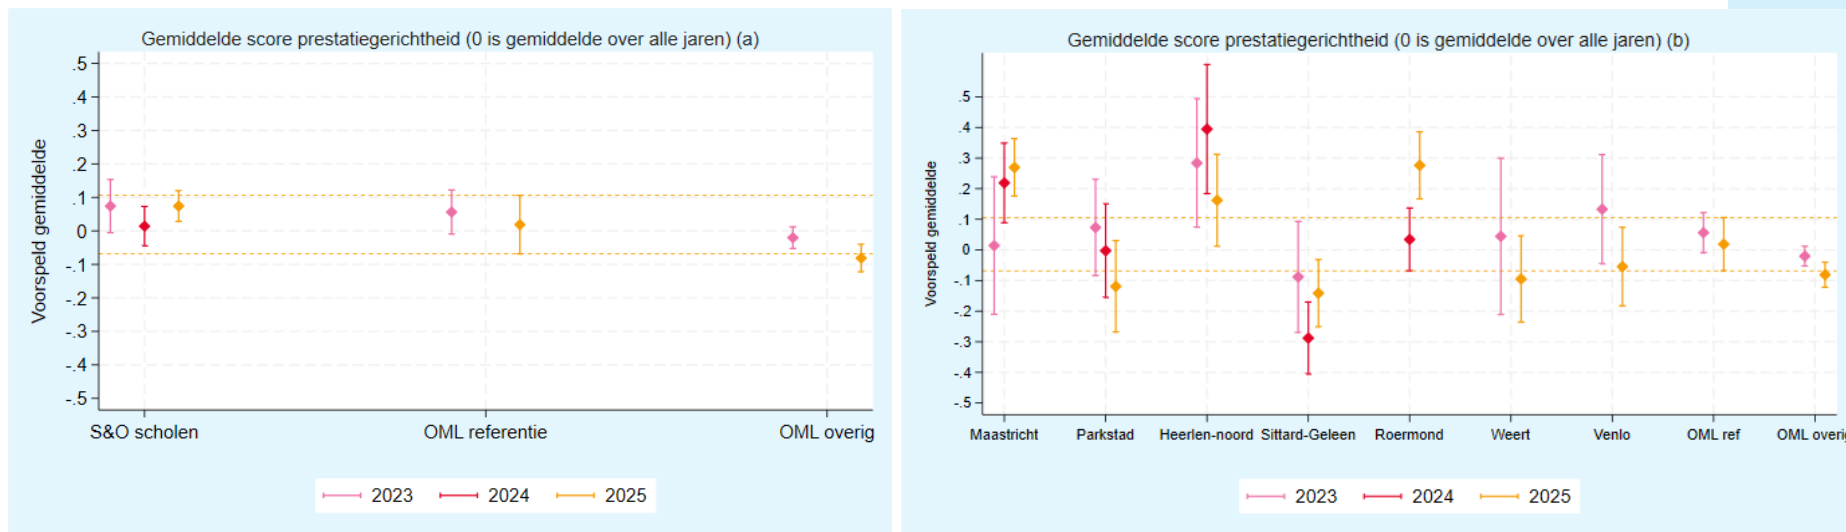 Gemiddelde score prestatiegerichtheid (0 is gemiddelde over alle jaren) (a)
Voorspeld gemiddelde
.5
.4
.3
.2
.1
0
-.1
-.2
-.3
-.4
-.5
S&O scholen OML referentie OML overig
2023 2024 2025
Gemiddelde score prestatiegerichtheid (0 is gemiddelde over alle jaren) (b)
Voorspeld gemiddelde
.5
.4
.3
.2
.1
0
-.1
-.2
-.3
-.4
-.5
Maastricht Parkstad Heerlen-noord Sittard-Geleen Roermond Weert Venlo OML ref OML overig
2023 2024 2025